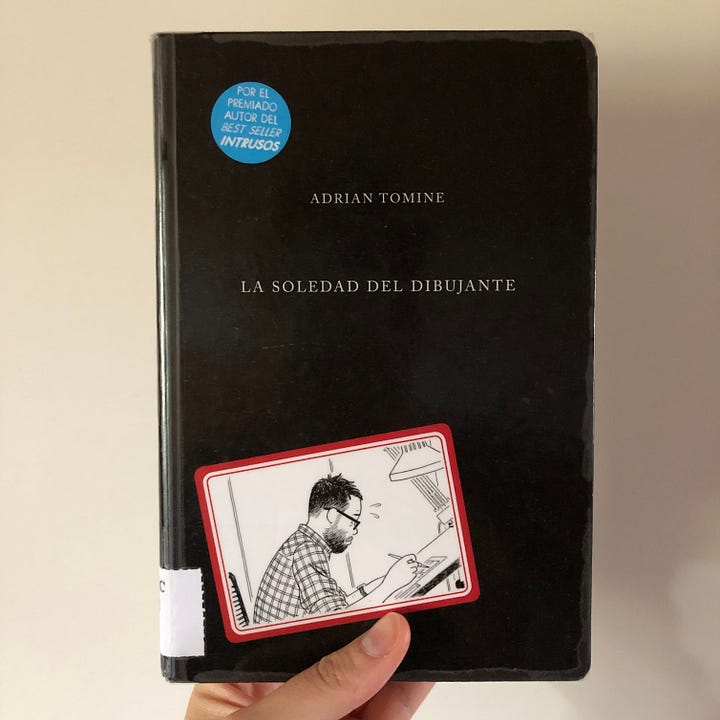 POR EL
PREMIADO
AUTOR DEL
BEST SELLER
INTRUSOS
ADRIAN TOMINE
LA SOLEDAD DEL DIBUJANTE
C